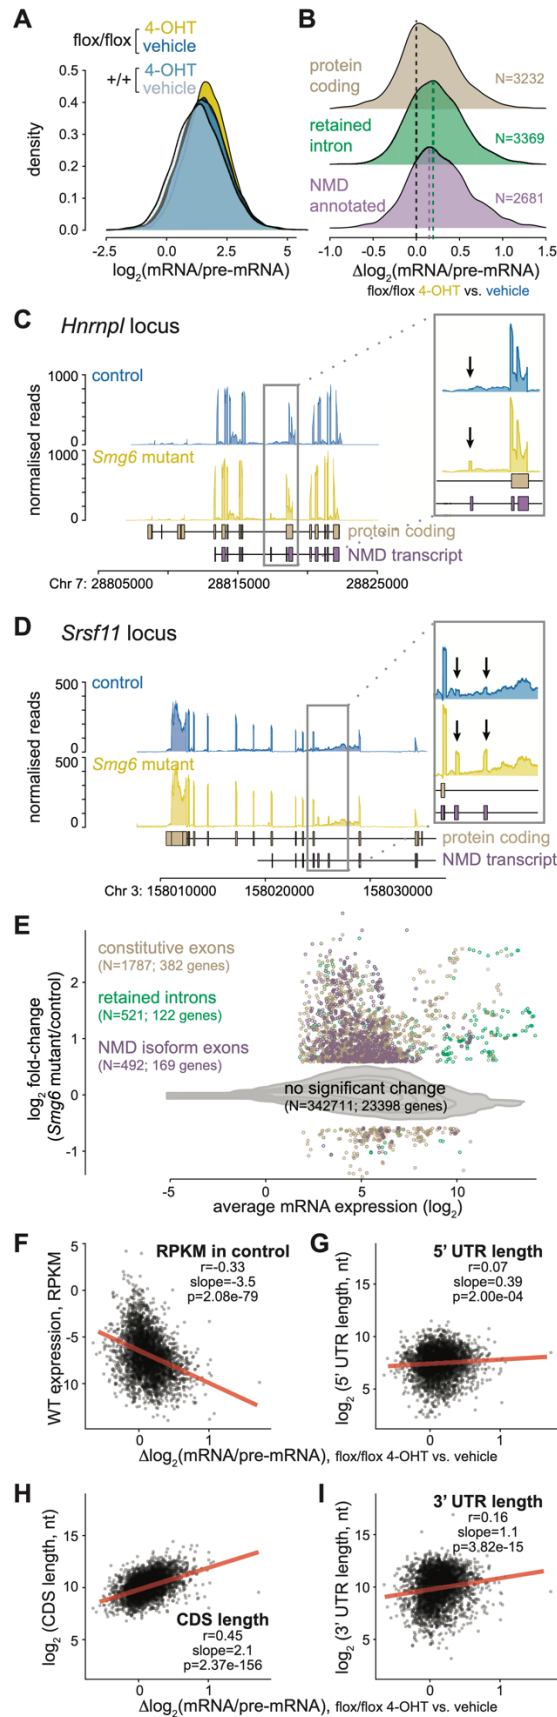 A
flox/flox
4-OHT
vehicle
+/+
4-OHT
vehicle
density
0.5
0.4
0.3
0.2
0.1
0.0
-2.5
0.0
2.5
5
log2(mRNA/pre-mRNA)
B
protein
coding
N=3232
retained
intron
N=3369
NMD
annotated
N=2681
-1.0
-0.5
0.0
0.5
1.0
1.5
Δlog2(mRNA/pre-mRNA)
flox/flox 4-OHT vs. vehicle
C
Hnrnpl locus
control
normalised reads
1000
0
Smg6 mutant
1000
0
protein coding
NMD transcript
Chr 7: 28805000
28815000
28825000
D
Srsf11 locus
control
normalised reads
500
0
Smg6 mutant
500
0
protein coding
NMD transcript
Chr 3: 158010000
158020000
158030000
E
constitutive exons
(N=1787; 382 genes)
retained introns
(N=521; 122 genes)
NMD isoform exons
(N=492; 169 genes)
no significant change
(N=342711; 23398 genes)
log2 fold-change
(Smg6 mutant/control)
2
1
0
-1
-5
0
5
10
average mRNA expression (log2)
F
RPKM in control
r=-0.33
slope=-3.5
p=2.08e-79
WT expression, RPKM
0
-5
-10
0
1
G
5' UTR length
r=0.07
slope=0.39
p=2.00e-04
log2 (5' UTR length, nt)
15
10
5
0
1
Δlog2(mRNA/pre-mRNA), flox/flox 4-OHT vs. vehicle
H
CDS length
r=0.45
slope=2.1
p=2.37e-156
log2 (CDS length, nt)
15
10
5
0
1
I
3' UTR length
r=0.16
slope=1.1
p=3.82e-15
log2 (3' UTR length, nt)
15
10
5
0
1
Δlog2(mRNA/pre-mRNA), flox/flox 4-OHT vs. vehicle